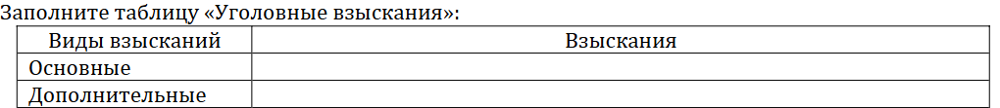 Заполните таблицу «Уголовные взыскания»:
Виды взысканий Взыскания
Основные
Дополнительные